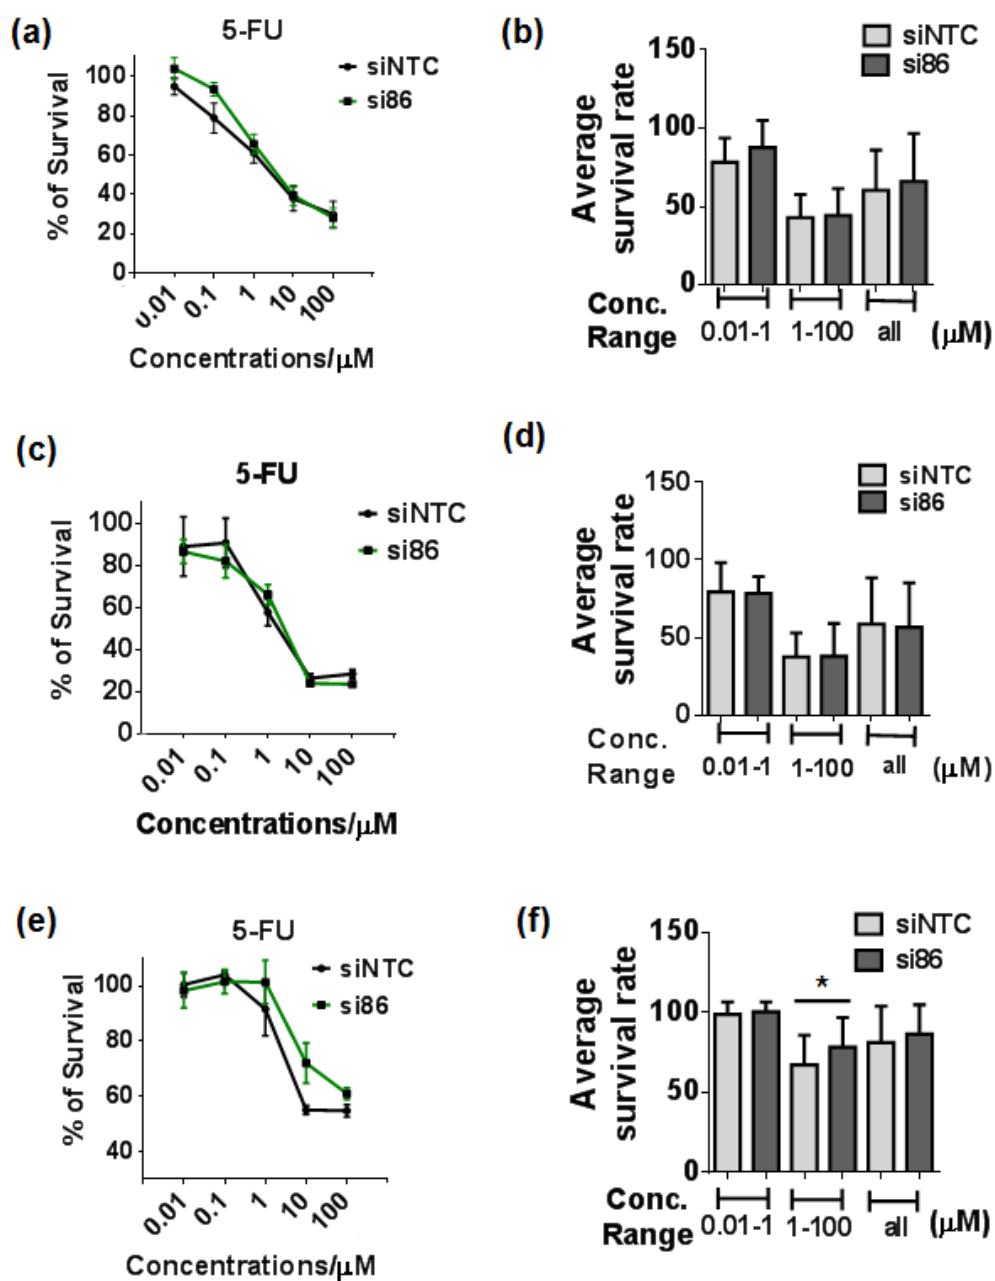 (a)
5-FU
% of Survival
100
80
60
40
20
0
siNTC
si86
0.01
0.1
1
10
100
Concentrations/µM
(b)
Average
survival rate
150
100
50
0
siNTC
si86
Conc.
Range
0.01-1
1-100
all
(µM)
(c)
5-FU
% of Survival
100
80
60
40
20
0
siNTC
si86
0.01
0.1
1
10
100
Concentrations/µM
(d)
Average
survival rate
150
100
50
0
siNTC
si86
Conc.
Range
0.01-1
1-100
all
(µM)
(e)
5-FU
% of Survival
100
80
60
40
siNTC
si86
0.01
0.1
1
10
100
Concentrations/µM
(f)
Average
survival rate
150
100
50
0
siNTC
si86
*
Conc.
Range
0.01-1
1-100
all
(µM)